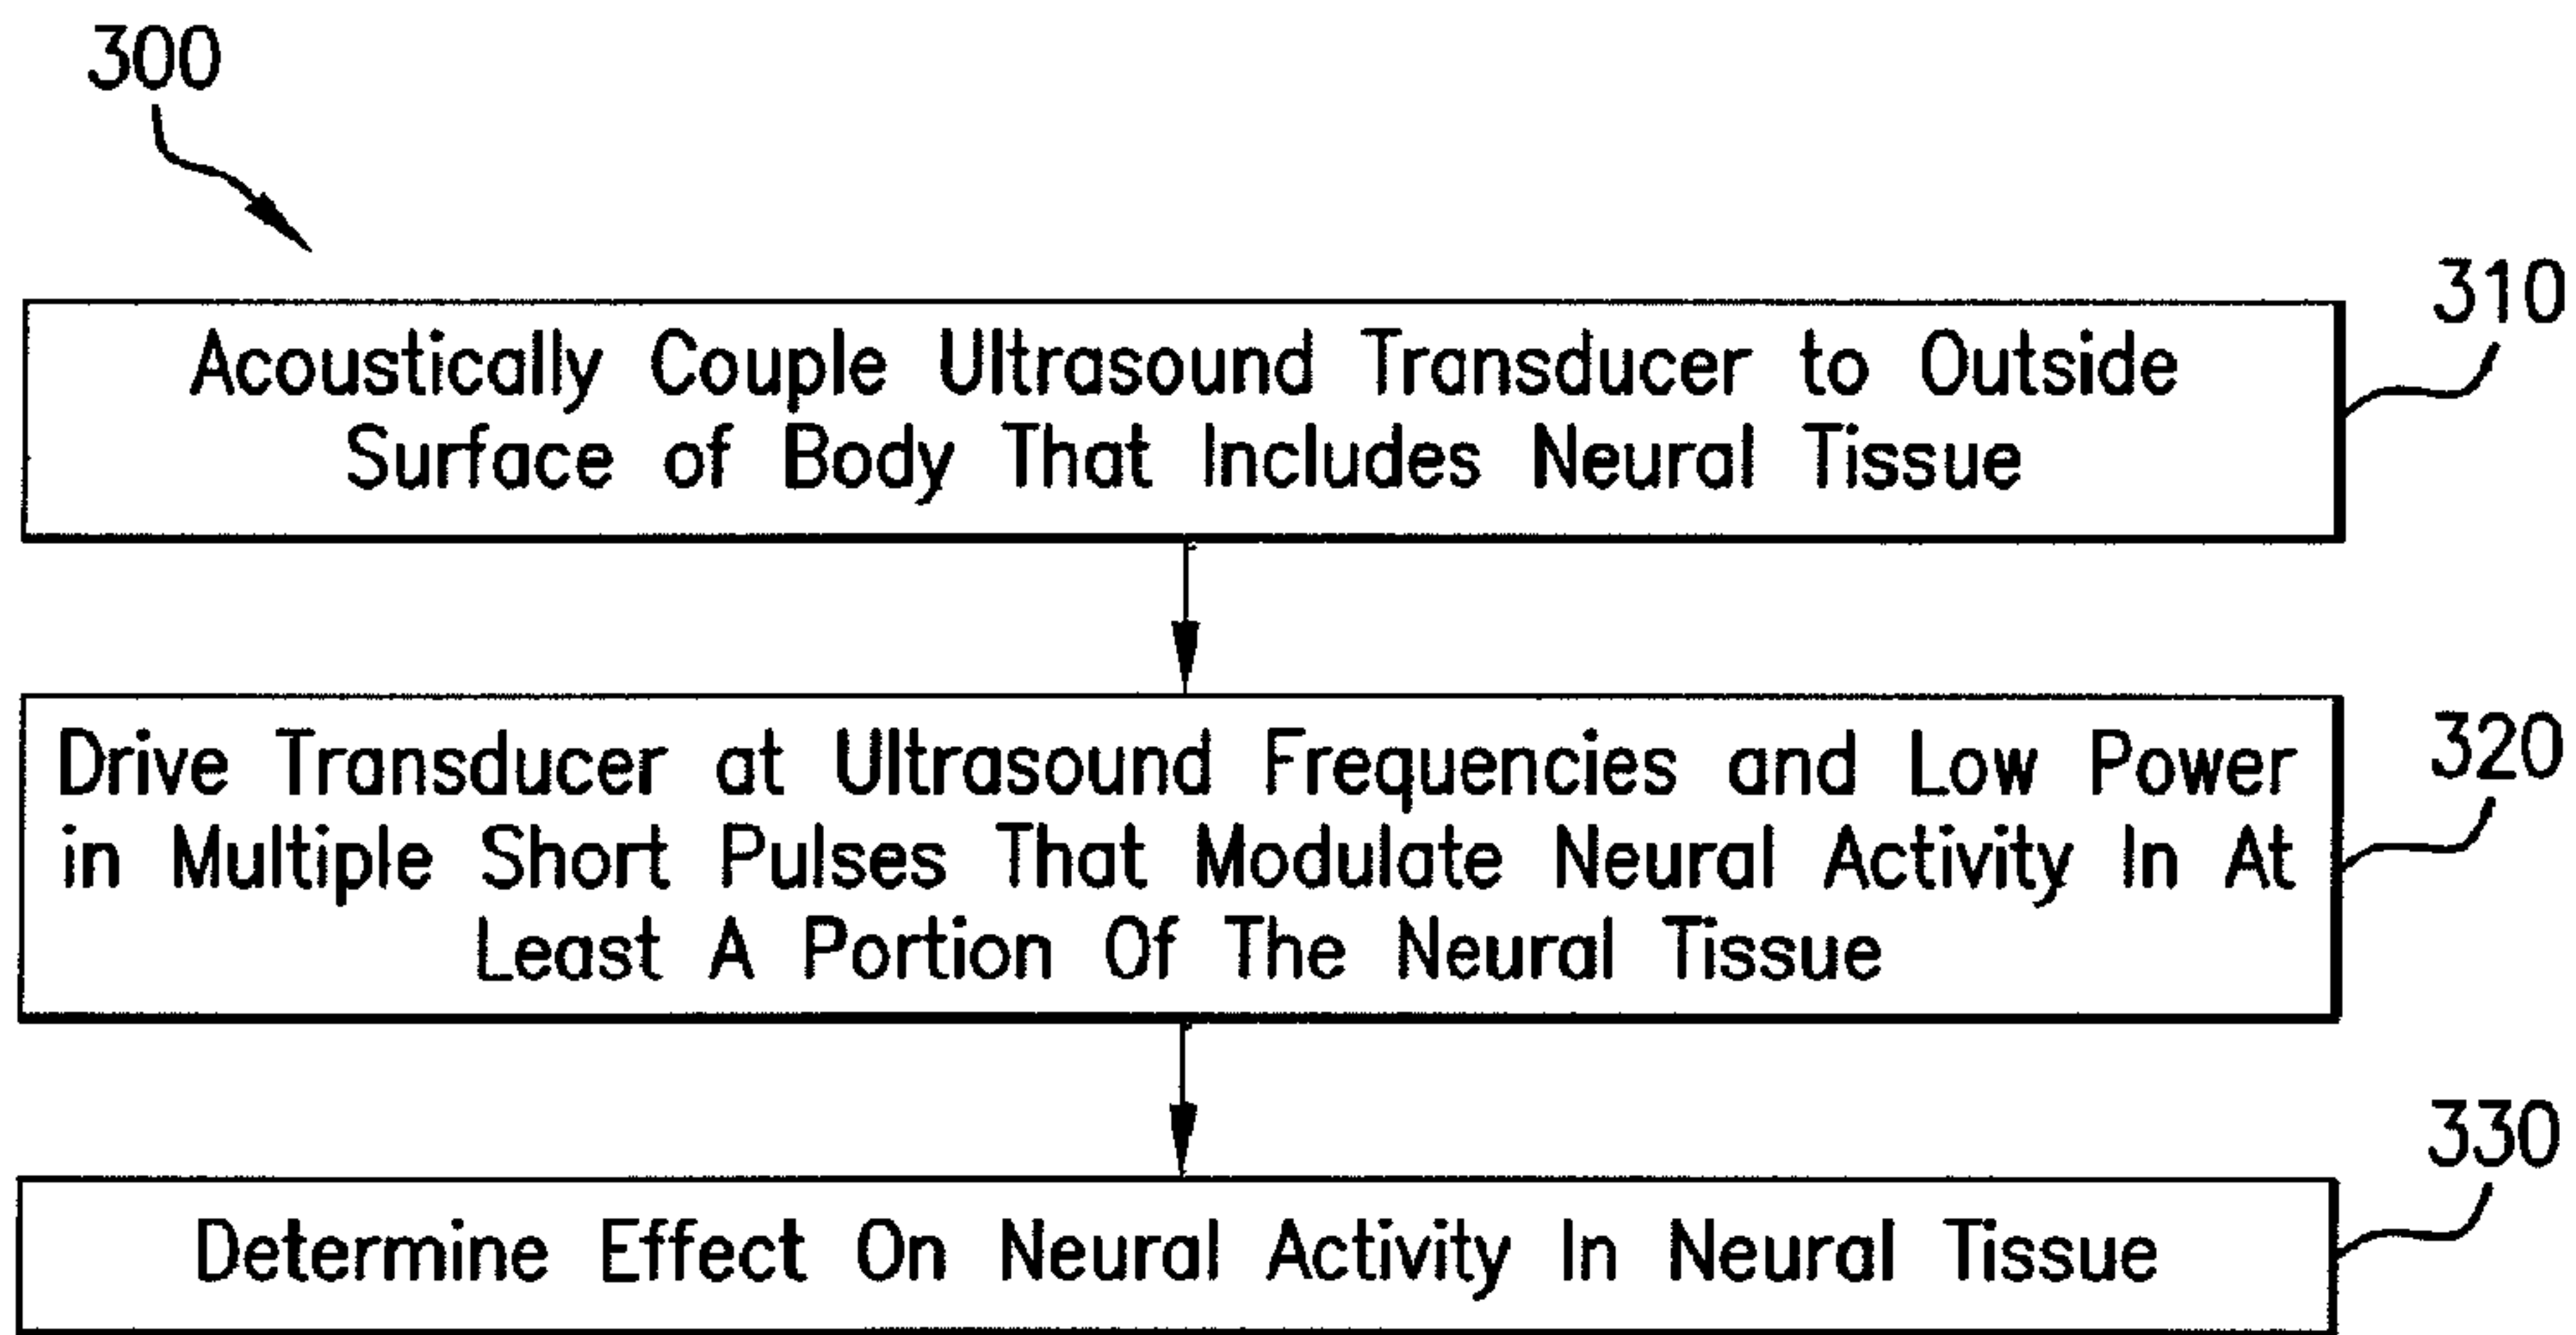 300
310
Acoustically Couple Ultrasound Transducer to Outside
Surface of Body That Includes Neural Tissue
320
Drive Transducer at Ultrasound Frequencies and Low Power
in Multiple Short Pulses That Modulate Neural Activity In At
Least A Portion Of The Neural Tissue
330
Determine Effect On Neural Activity In Neural Tissue